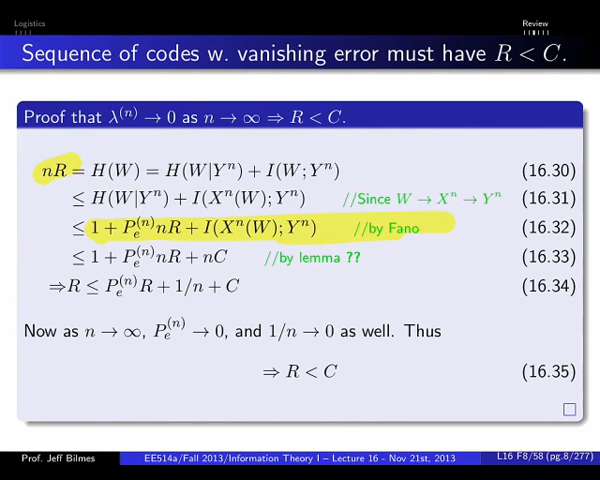 Logistics
Review
Sequence of codes w. vanishing error must have R < C.
Proof that λ⁽ⁿ⁾ → 0 as n → ∞ ⇒ R < C.
nR = H(W) = H(W|Yⁿ) + I(W; Yⁿ) (16.30)
≤ H(W|Yⁿ) + I(Xⁿ(W); Yⁿ) //Since W → Xⁿ → Yⁿ (16.31)
≤ 1 + Pₑ⁽ⁿ⁾nR + I(Xⁿ(W); Yⁿ) //by Fano (16.32)
≤ 1 + Pₑ⁽ⁿ⁾nR + nC //by lemma ?? (16.33)
⇒R ≤ Pₑ⁽ⁿ⁾R + 1/n + C (16.34)
Now as n → ∞, Pₑ⁽ⁿ⁾ → 0, and 1/n → 0 as well. Thus
⇒ R < C (16.35)
Prof. Jeff Bilmes EE514a/Fall 2013/Information Theory I – Lecture 16 - Nov 21st, 2013 L16 F8/58 (pg.8/277)